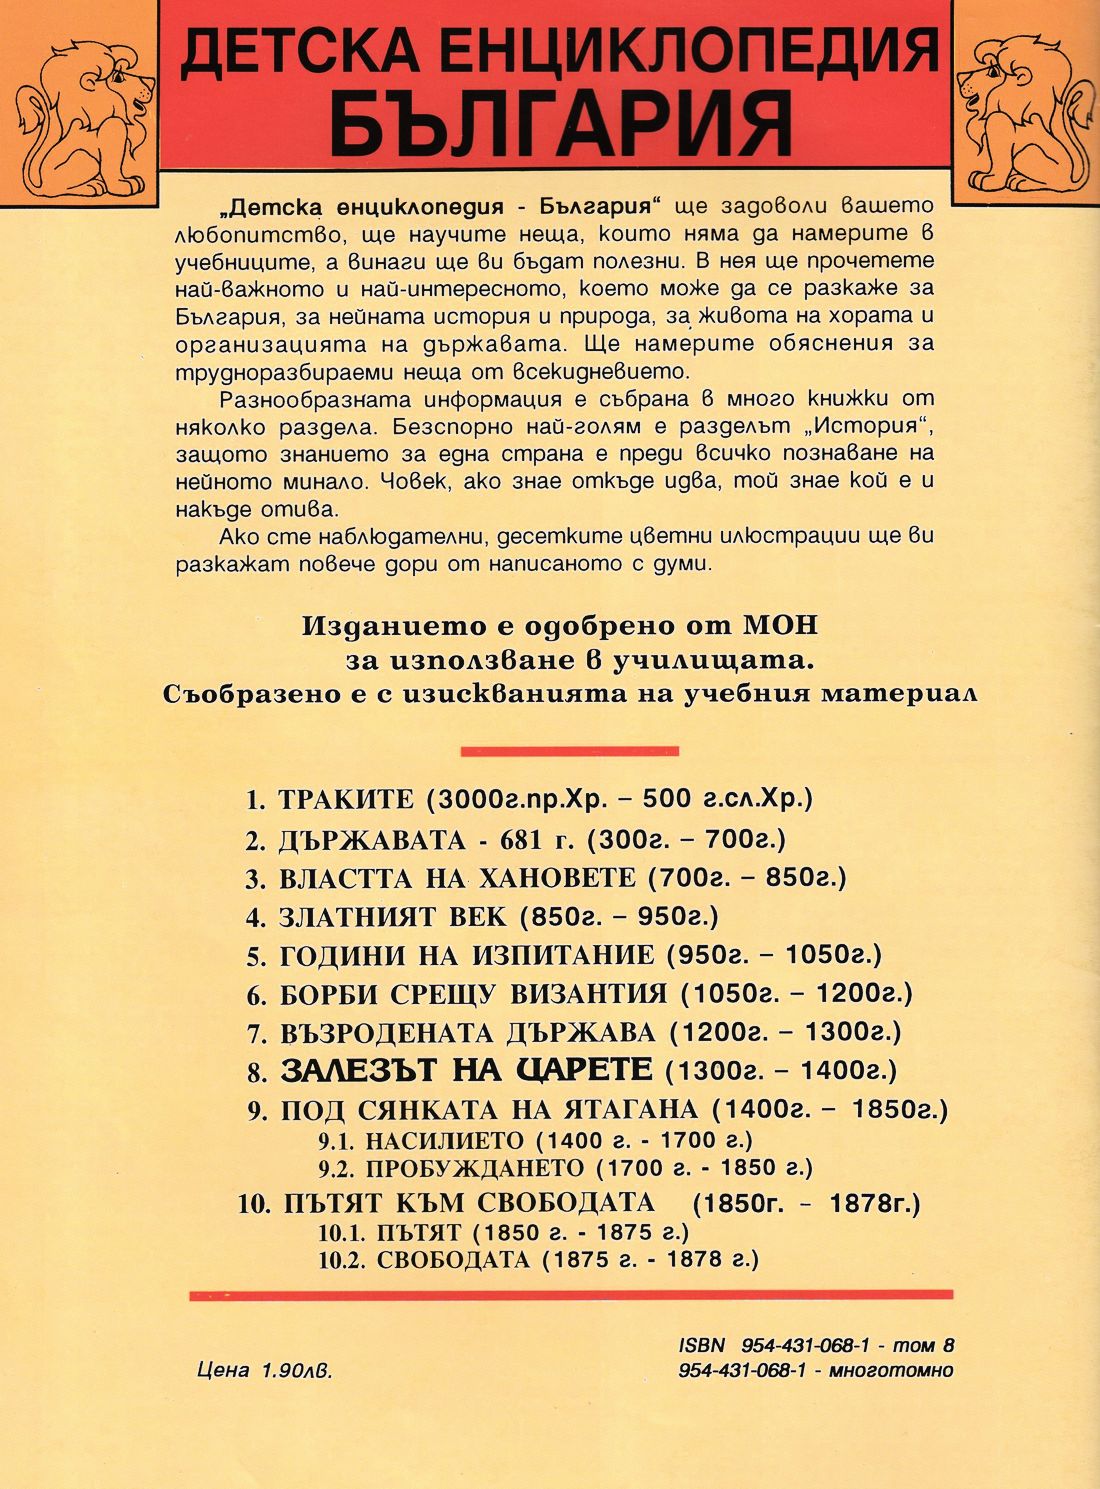 ДЕТСКА ЕНЦИКЛОПЕДИЯ
БЪЛГАРИЯ
„Детска енциклопедия - България“ ще задоволи вашето
любопитство, ще научите неща, които няма да намерите в
учебниците, а винаги ще ви бъдат полезни. В нея ще прочетете
най-важното и най-интересното, което може да се разкаже за
България, за нейната история и природа, за живота на хората и
организацията на държавата. Ще намерите обяснения за
трудноразбираеми неща от всекидневието.
Разнообразната информация е събрана в много книжки от
няколко раздела. Безспорно най-голям е разделът „История“,
защото знанието за една страна е преди всичко познаване на
нейното минало. Човек, ако знае откъде идва, той знае кой е и
накъде отива.
Ако сте наблюдателни, десетките цветни илюстрации ще ви
разкажат повече дори от написаното с думи.
Изданието е одобрено от МОН
за използване в училищата.
Съобразено е с изискванията на учебния материал
1. ТРАКИТЕ (3000г.пр.Хр. – 500 г.сл.Хр.)
2. ДЪРЖАВАТА - 681 г. (300г. – 700г.)
3. ВЛАСТТА НА ХАНОВЕТЕ (700г. – 850г.)
4. ЗЛАТНИЯТ ВЕК (850г. – 950г.)
5. ГОДИНИ НА ИЗПИТАНИЕ (950г. – 1050г.)
6. БОРБИ СРЕЩУ ВИЗАНТИЯ (1050г. – 1200г.)
7. ВЪЗРОДЕНАТА ДЪРЖАВА (1200г. – 1300г.)
8. ЗАЛЕЗЪТ НА ЦАРЕТЕ (1300г. – 1400г.)
9. ПОД СЯНКАТА НА ЯТАГАНА (1400г. – 1850г.)
9.1. НАСИЛИЕТО (1400 г. - 1700 г.)
9.2. ПРОБУЖДАНЕТО (1700 г. - 1850 г.)
10. ПЪТЯТ КЪМ СВОБОДАТА (1850г. – 1878г.)
10.1. ПЪТЯТ (1850 г. - 1875 г.)
10.2. СВОБОДАТА (1875 г. - 1878 г.)
ISBN 954-431-068-1 - том 8
Цена 1.90лв.
954-431-068-1 - многотомно